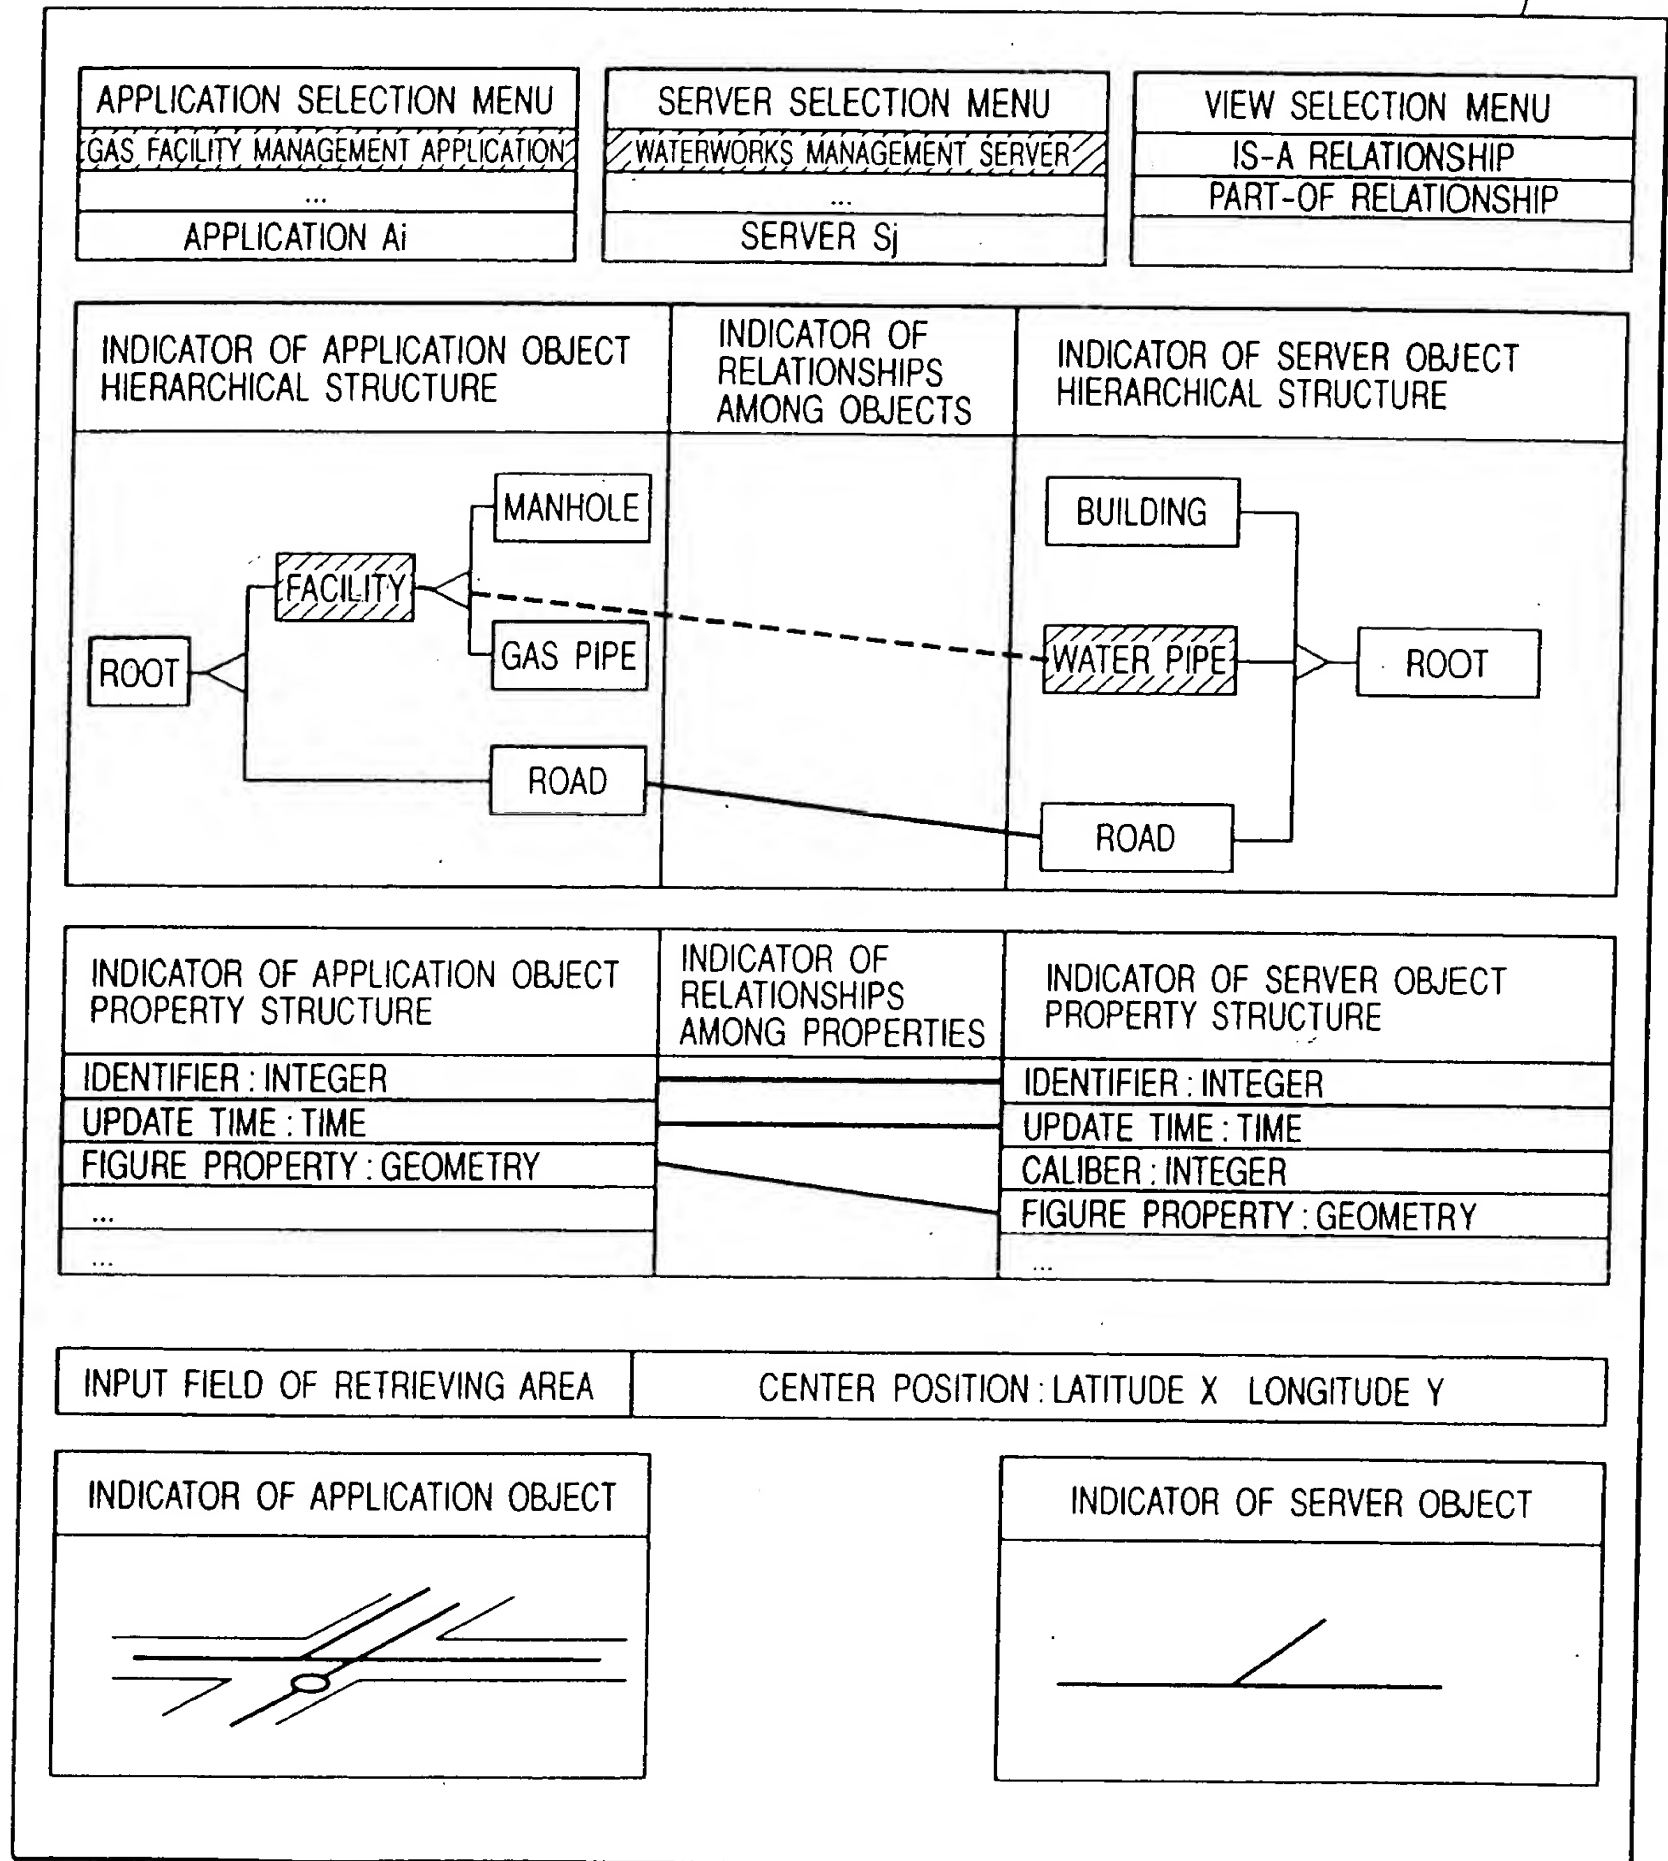 APPLICATION SELECTION MENU
GAS FACILITY MANAGEMENT APPLICATION
...
APPLICATION Ai
SERVER SELECTION MENU
WATERWORKS MANAGEMENT SERVER
...
SERVER Sj
VIEW SELECTION MENU
IS-A RELATIONSHIP
PART-OF RELATIONSHIP
INDICATOR OF APPLICATION OBJECT
HIERARCHICAL STRUCTURE
INDICATOR OF
RELATIONSHIPS
AMONG OBJECTS
INDICATOR OF SERVER OBJECT
HIERARCHICAL STRUCTURE
MANHOLE
FACILITY
GAS PIPE
ROOT
ROAD
BUILDING
WATER PIPE
ROOT
ROAD
INDICATOR OF APPLICATION OBJECT
PROPERTY STRUCTURE
INDICATOR OF
RELATIONSHIPS
AMONG PROPERTIES
INDICATOR OF SERVER OBJECT
PROPERTY STRUCTURE
IDENTIFIER : INTEGER
UPDATE TIME : TIME
FIGURE PROPERTY : GEOMETRY
...
...
IDENTIFIER : INTEGER
UPDATE TIME : TIME
CALIBER : INTEGER
FIGURE PROPERTY : GEOMETRY
...
INPUT FIELD OF RETRIEVING AREA
CENTER POSITION : LATITUDE X LONGITUDE Y
INDICATOR OF APPLICATION OBJECT
INDICATOR OF SERVER OBJECT